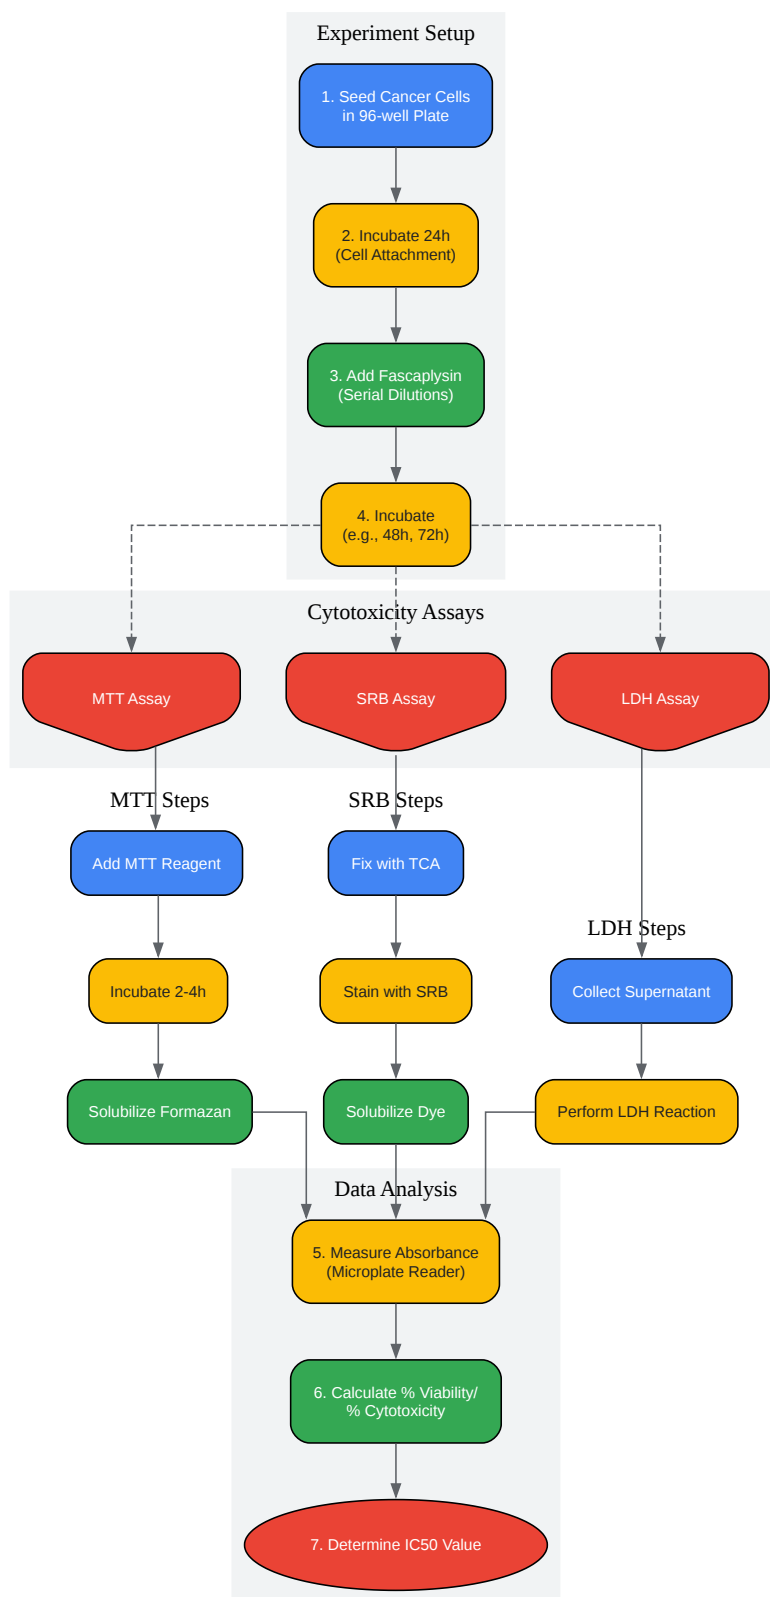 Experiment Setup
1. Seed Cancer Cells
in 96-well Plate
2. Incubate 24h
(Cell Attachment)
3. Add Fascaplysin
(Serial Dilutions)
4. Incubate
(e.g., 48h, 72h)
Cytotoxicity Assays
MTT Assay
SRB Assay
LDH Assay
MTT Steps
Add MTT Reagent
Incubate 2-4h
Solubilize Formazan
SRB Steps
Fix with TCA
Stain with SRB
Solubilize Dye
LDH Steps
Collect Supernatant
Perform LDH Reaction
Data Analysis
5. Measure Absorbance
(Microplate Reader)
6. Calculate % Viability/
% Cytotoxicity
7. Determine IC50 Value